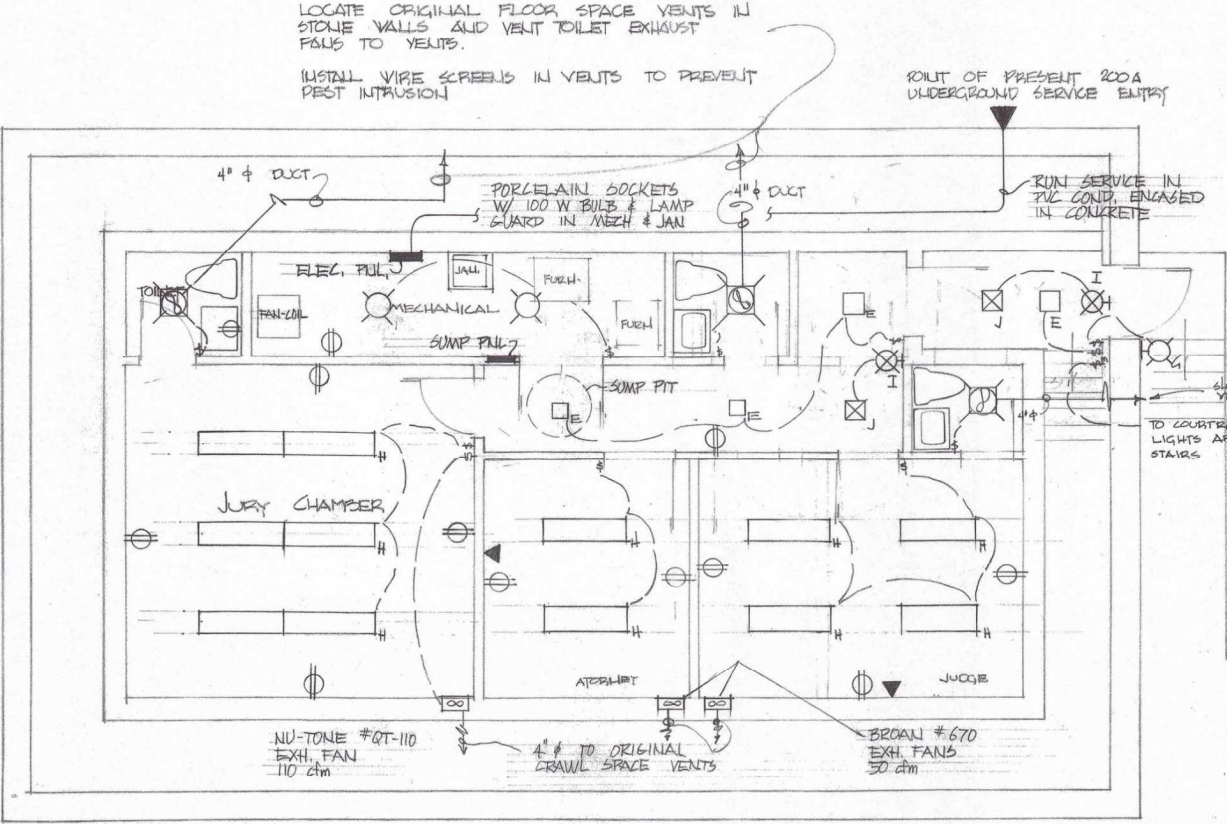 LOCATE ORIGINAL FLOOR SPACE VENTS IN
STONE WALLS AND VENT TOILET EXHAUST
FANS TO VENTS.
INSTALL WIRE SCREENS IN VENTS TO PREVENT
PEST INTRUSION
POINT OF PRESENT 200A
UNDERGROUND SERVICE ENTRY
4" ϕ DUCT
PORCELAIN SOCKETS
W/ 100 W BULB & LAMP
GUARD IN MECH & JAN
4" ϕ DUCT
RUN SERVICE IN
PVC COND. ENCASED
IN CONCRETE
ELEC. PNL.
JAN.
FURN.
TOILET
FAN-COIL
MECHANICAL
FURN
SUMP PNL
E
J
E
I
I
G
SUMP PIT
E
E
J
4" ϕ
TO
LIGHTS
STAIRS
$
$
$
$
$
$
$
$
JURY CHAMBER
H
H
H
H
H
H
H
H
H
ATORNEY
JUDGE
NU-TONE #QT-110
EXH. FAN
110 cfm
4" ϕ TO ORIGINAL
CRAWL SPACE VENTS
BROAN #670
EXH. FANS
50 cfm